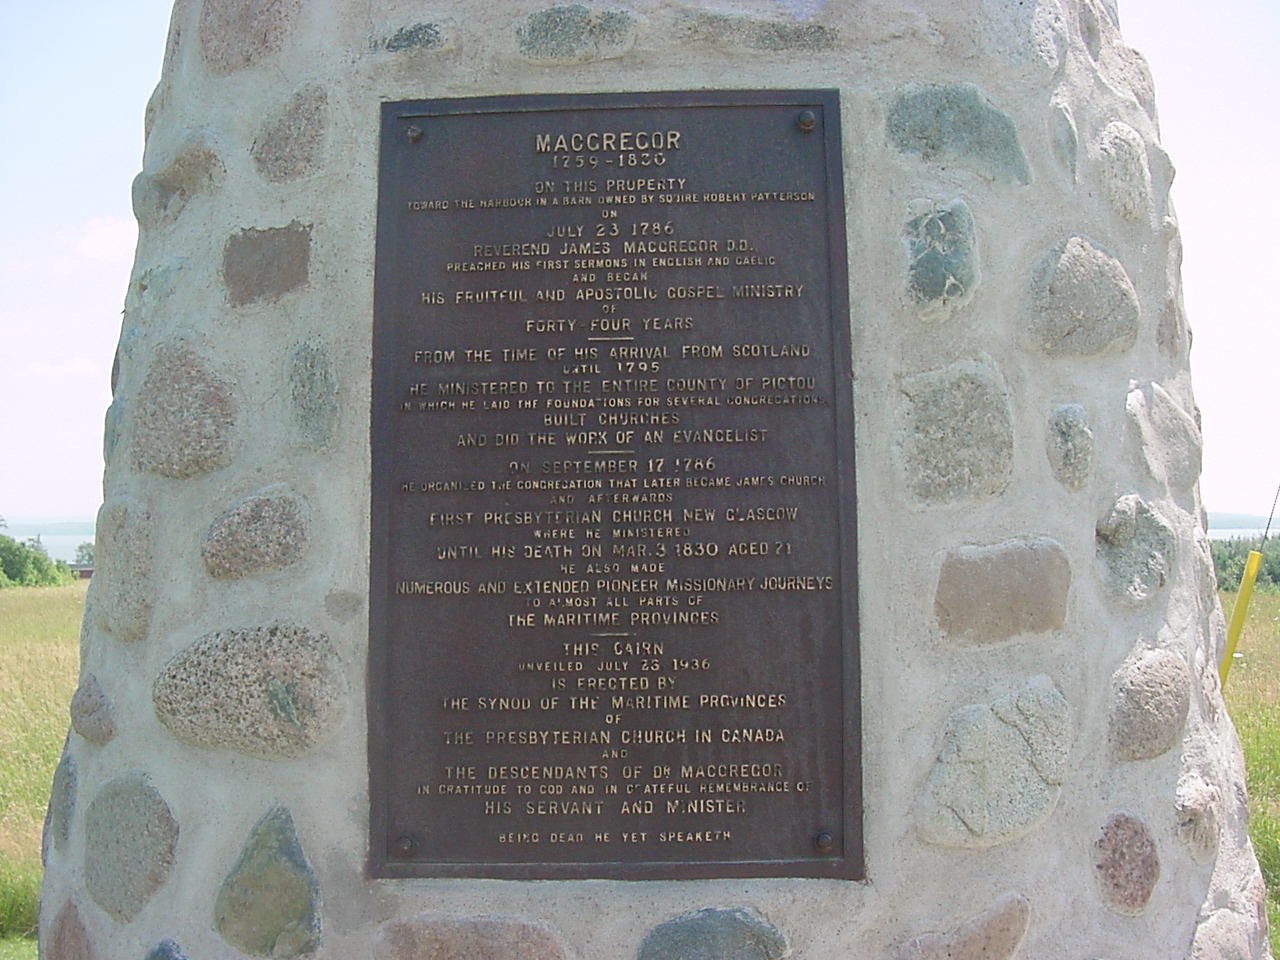 MACGREGOR
1759-1830
ON THIS PROPERTY
TOWARD THE HARBOUR IN A BARN OWNED BY SQUIRE ROBERT PATTERSON
ON
JULY 23 1786
REVEREND JAMES MACGREGOR D.D.
PREACHED HIS FIRST SERMONS IN ENGLISH AND GAELIC
AND BEGAN
HIS FRUITFUL AND APOSTOLIC GOSPEL MINISTRY
OF
FORTY-FOUR YEARS
FROM THE TIME OF HIS ARRIVAL FROM SCOTLAND
UNTIL 1795
HE MINISTERED TO THE ENTIRE COUNTY OF PICTOU
IN WHICH HE LAID THE FOUNDATIONS FOR SEVERAL CONGREGATIONS
BUILT CHURCHES
AND DID THE WORK OF AN EVANGELIST
ON SEPTEMBER 17 1786
HE ORGANIZED THE CONGREGATION THAT LATER BECAME JAMES CHURCH
AND AFTERWARDS
FIRST PRESBYTERIAN CHURCH NEW GLASGOW
WHERE HE MINISTERED
UNTIL HIS DEATH ON MAR. 3 1830 AGED 71
HE ALSO MADE
NUMEROUS AND EXTENDED PIONEER MISSIONARY JOURNEYS
TO ALMOST ALL PARTS OF
THE MARITIME PROVINCES
THIS CAIRN
UNVEILED JULY 23 1936
IS ERECTED BY
THE SYNOD OF THE MARITIME PROVINCES
OF
THE PRESBYTERIAN CHURCH IN CANADA
AND
THE DESCENDANTS OF DR MACGREGOR
IN GRATITUDE TO GOD AND IN GRATEFUL REMEMBRANCE OF
HIS SERVANT AND MINISTER
BEING DEAD HE YET SPEAKETH